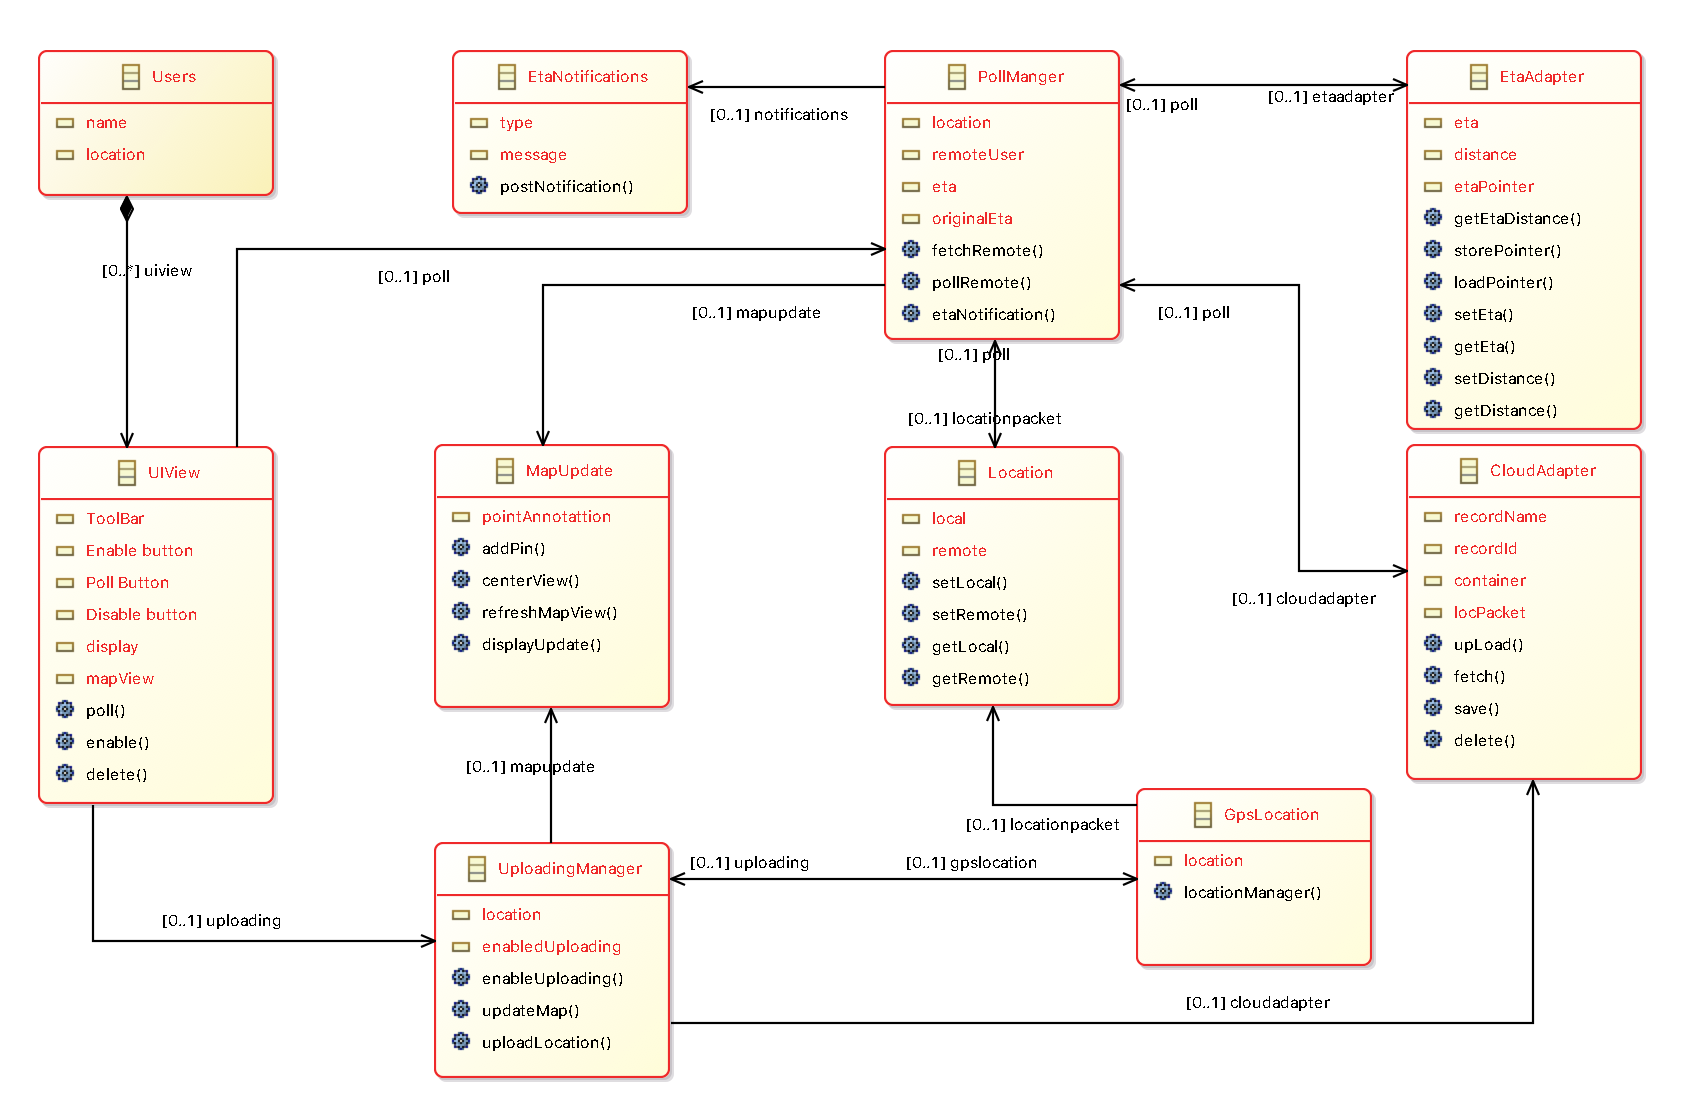 Users
name
location
[0..*] uiview
EtaNotifications
type
message
postNotification()
[0..1] notifications
PollManger
location
remoteUser
eta
originalEta
fetchRemote()
pollRemote()
etaNotification()
[0..1] poll
[0..1] etaadapter
EtaAdapter
eta
distance
etaPointer
getEtaDistance()
storePointer()
loadPointer()
setEta()
getEta()
setDistance()
getDistance()
[0..1] poll
[0..1] mapupdate
[0..1] poll
[0..1] poll
[0..1] locationpacket
[0..1] cloudadapter
UIView
ToolBar
Enable button
Poll Button
Disable button
display
mapView
poll()
enable()
delete()
MapUpdate
pointAnnotattion
addPin()
centerView()
refreshMapView()
displayUpdate()
Location
local
remote
setLocal()
setRemote()
getLocal()
getRemote()
CloudAdapter
recordName
recordId
container
locPacket
upLoad()
fetch()
save()
delete()
[0..1] mapupdate
[0..1] locationpacket
GpsLocation
location
locationManager()
[0..1] uploading
[0..1] gpslocation
[0..1] uploading
UploadingManager
location
enabledUploading
enableUploading()
updateMap()
uploadLocation()
[0..1] cloudadapter